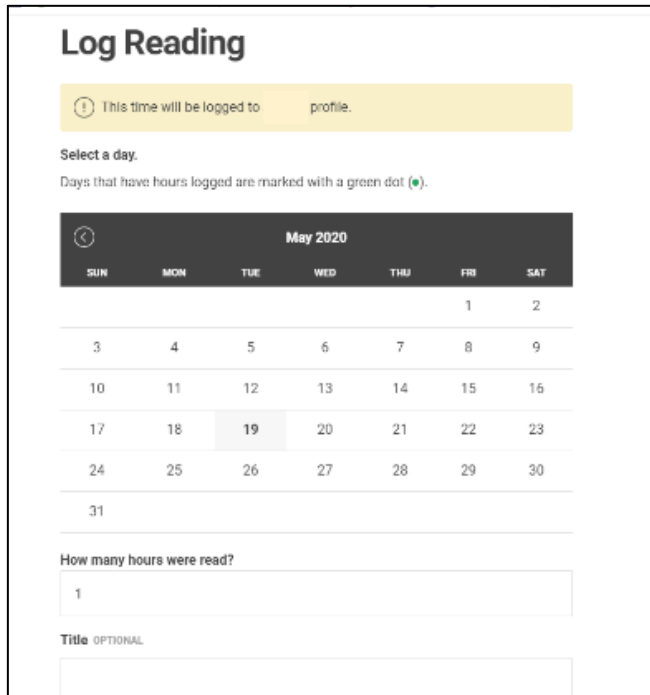 Log Reading
This time will be logged to profile.
Select a day.
Days that have hours logged are marked with a green dot (●).
May 2020
SUN MON TUE WED THU FRI SAT
1 2
3 4 5 6 7 8 9
10 11 12 13 14 15 16
17 18 19 20 21 22 23
24 25 26 27 28 29 30
31
How many hours were read?
1
Title OPTIONAL